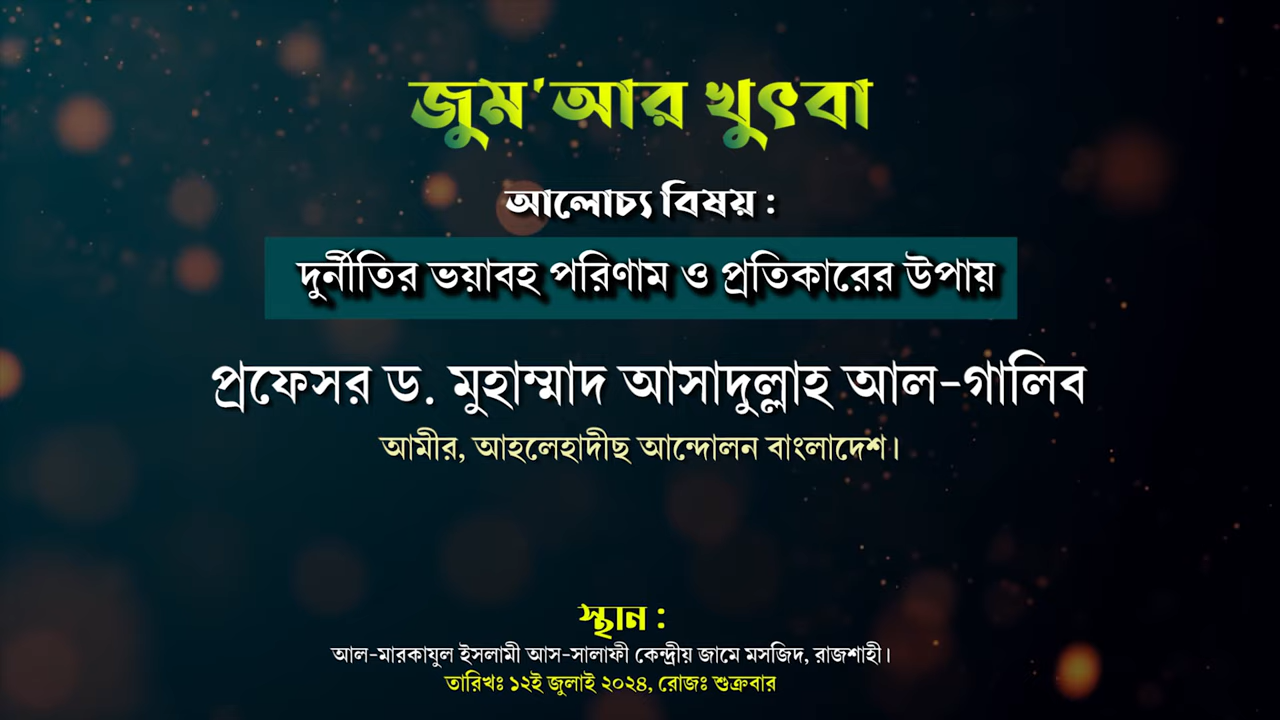 জুম'আর খুৎবা
আলোচ্য বিষয় :
দুর্নীতির ভয়াবহ পরিণাম ও প্রতিকারের উপায়
প্রফেসর ড. মুহাম্মাদ আসাদুল্লাহ আল-গালিব
আমীর, আহলেহাদীছ আন্দোলন বাংলাদেশ।
স্থান :
আল-মারকাযুল ইসলামী আস-সালাফী কেন্দ্রীয় জামে মসজিদ, রাজশাহী।
তারিখঃ ১২ই জুলাই ২০২৪, রোজঃ শুক্রবার